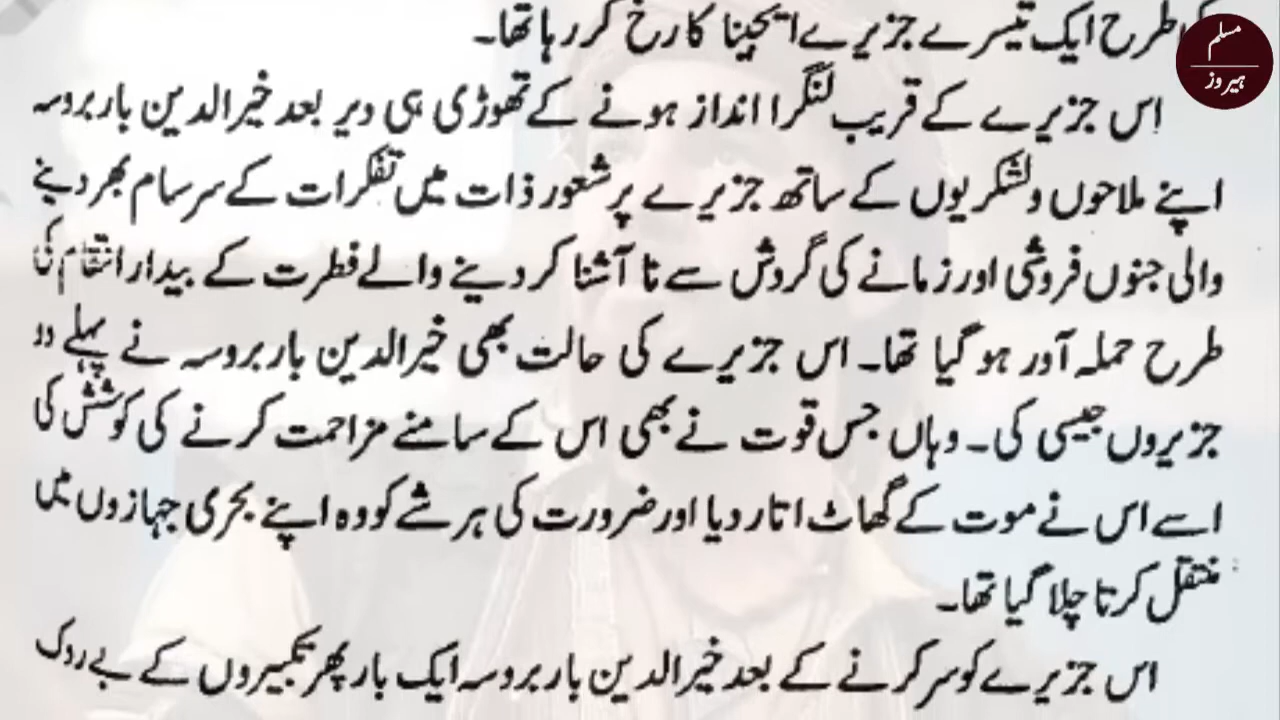 طرح ایک تیسرے جزیرے ایجینا کا رخ کر رہا تھا۔
مسلم
ہیروز
اس جزیرے کے قریب لنگر انداز ہونے کے تھوڑی ہی دیر بعد خیرالدین باربروسہ
اپنے ملاحوں و لشکریوں کے ساتھ جزیرے پر شعور ذات میں تفکرات کے سرسام بھر دینے
والی جنوں فروشی اور زمانے کی گروش سے نا آشنا کر دینے والے فطرت کے بیدار انتقام کی
طرح حملہ آور ہو گیا تھا۔ اس جزیرے کی حالت بھی خیرالدین باربروسہ نے پہلے دو
جزیروں جیسی کی۔ وہاں جس قوت نے بھی اس کے سامنے مزاحمت کرنے کی کوشش کی
اسے اس نے موت کے گھاٹ اتار دیا اور ضرورت کی ہر شے کو وہ اپنے بحری جہازوں میں
منتقل کرتا چلا گیا تھا۔
اس جزیرے کو سر کرنے کے بعد خیرالدین باربروسہ ایک بار پھر تکبیروں کے بے روک